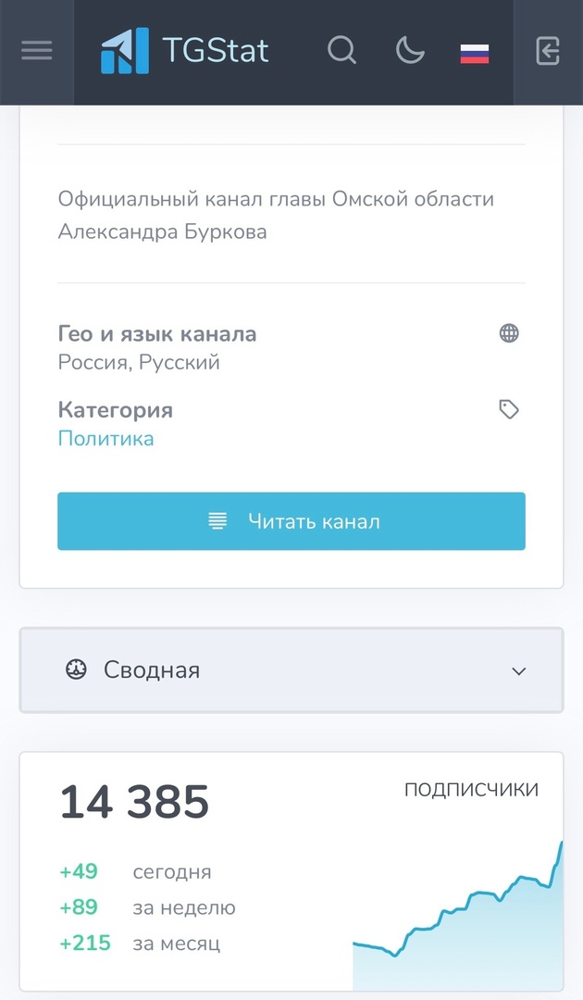 TGStat
Официальный канал главы Омской области
Александра Буркова
Гео и язык канала
Россия, Русский
Категория
Политика
Читать канал
Сводная
14 385
ПОДПИСЧИКИ
+49 сегодня
+89 за неделю
+215 за месяц